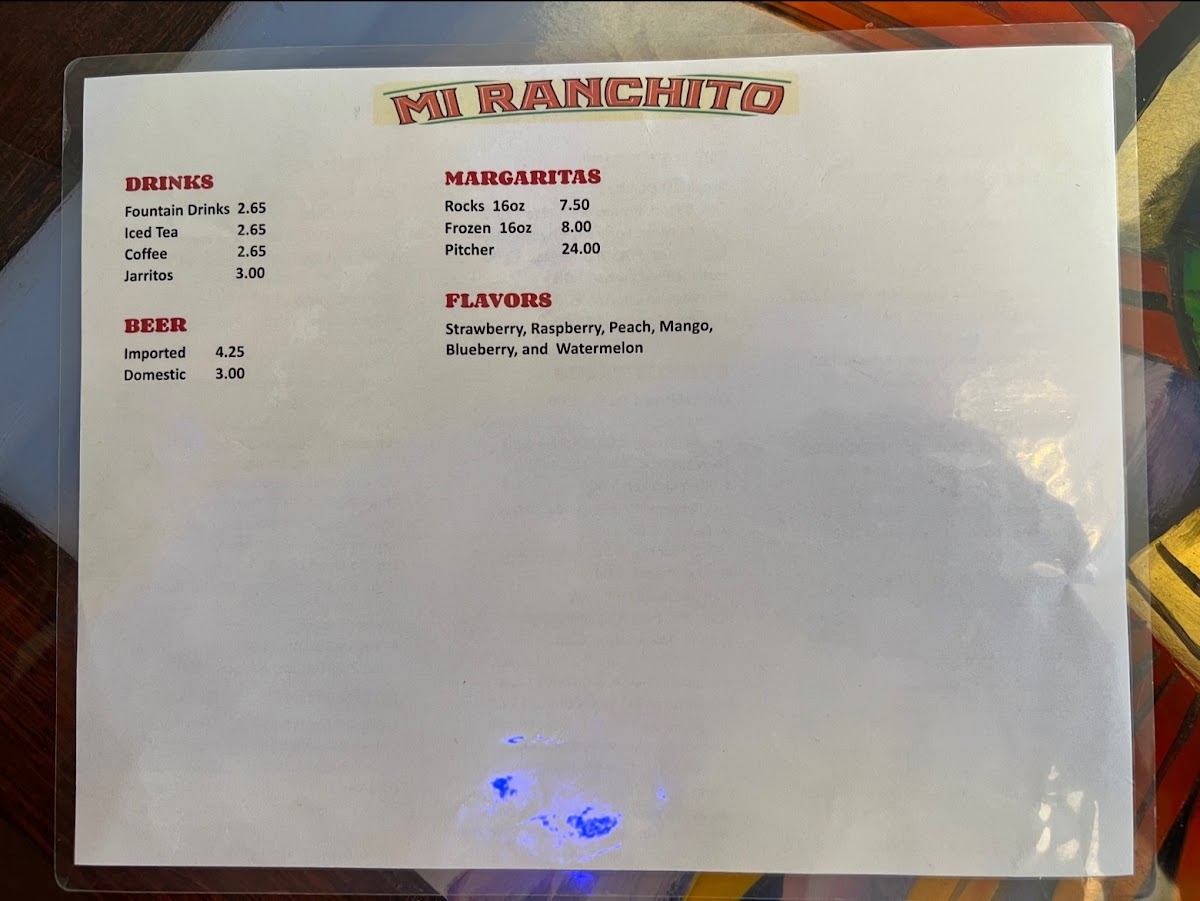 MI RANCHITO
DRINKS
Fountain Drinks 2.65
Iced Tea 2.65
Coffee 2.65
Jarritos 3.00
BEER
Imported 4.25
Domestic 3.00
MARGARITAS
Rocks 16oz 7.50
Frozen 16oz 8.00
Pitcher 24.00
FLAVORS
Strawberry, Raspberry, Peach, Mango,
Blueberry, and Watermelon